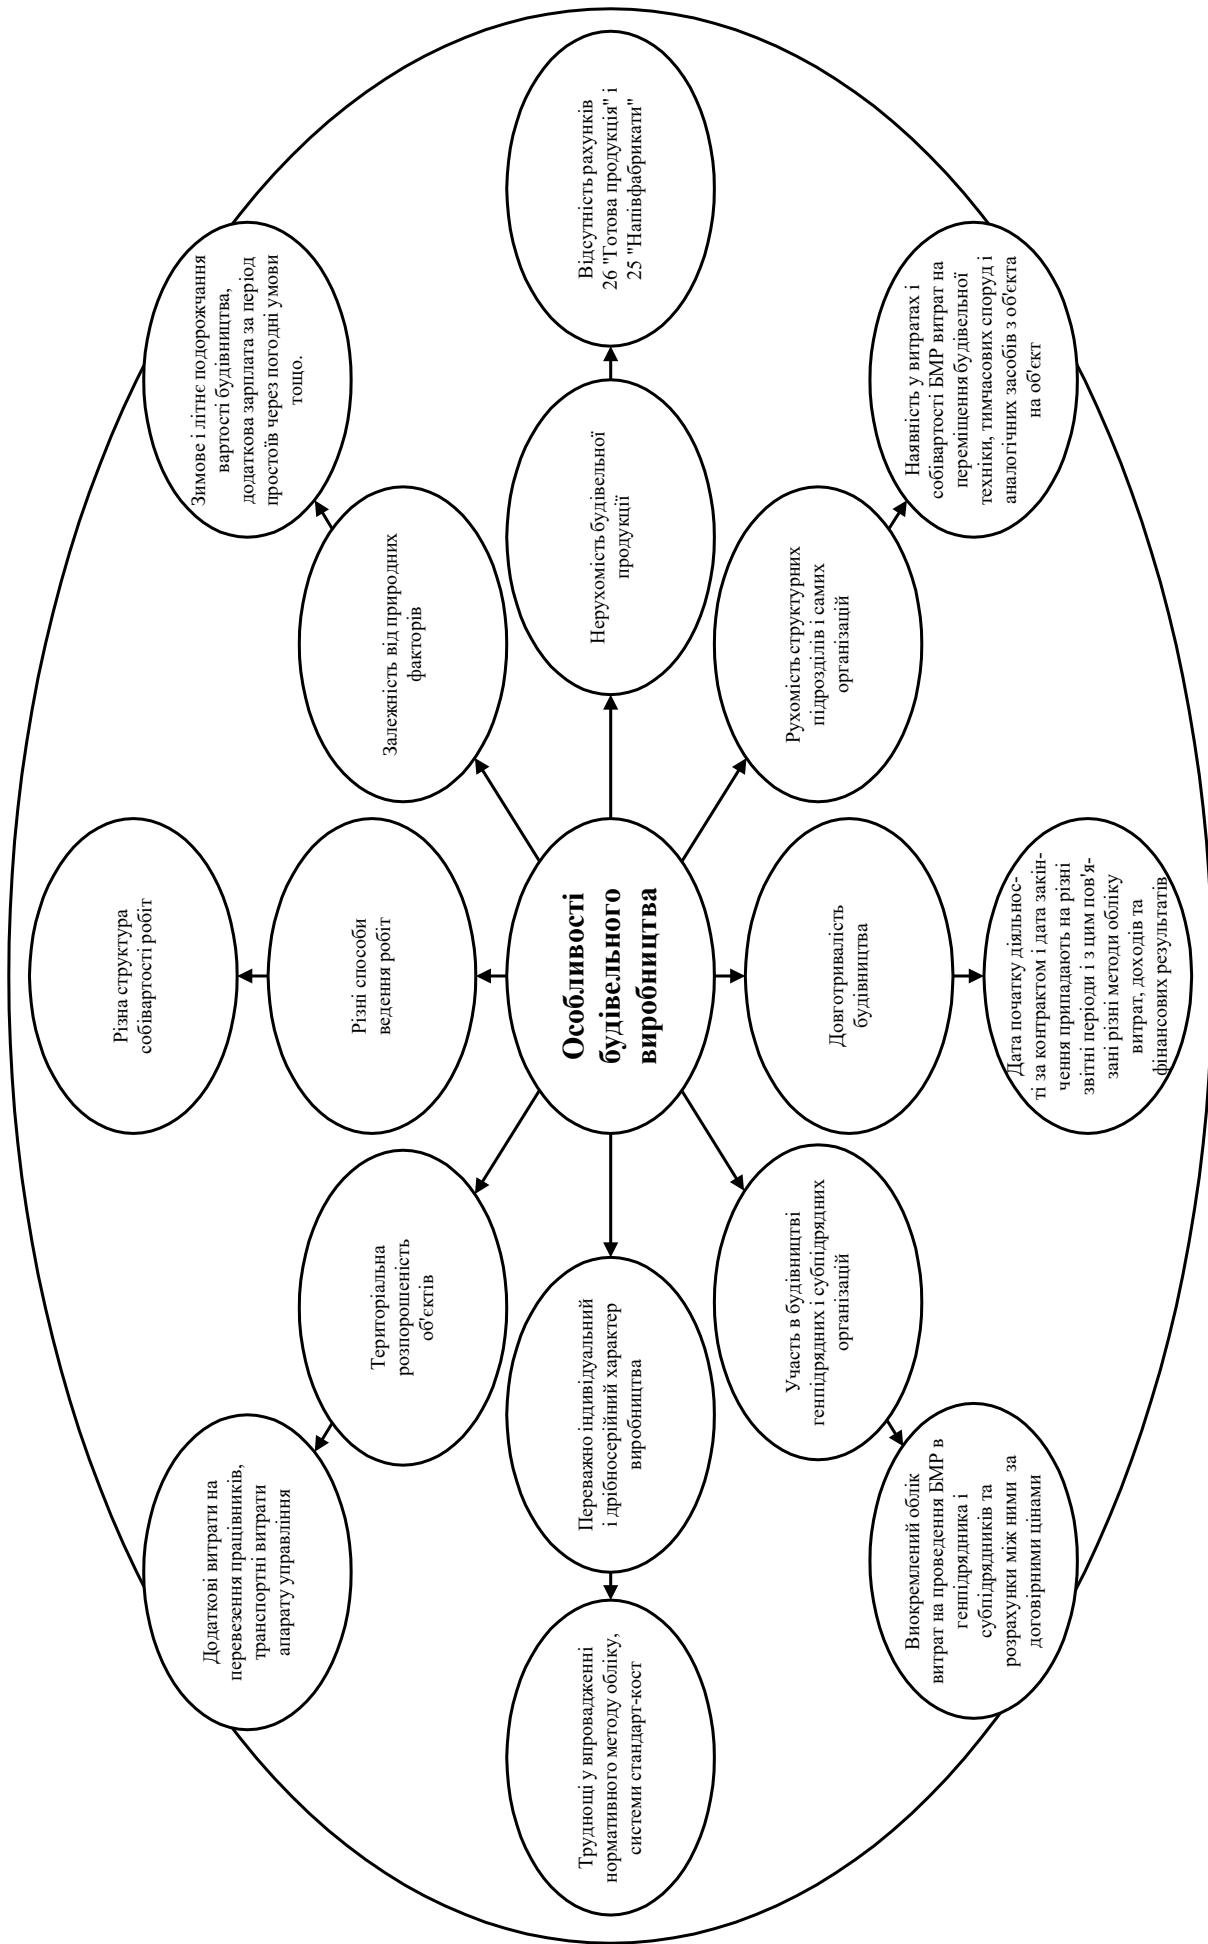 Різна структура
собівартості робіт
Додаткові витрати на
перевезення працівників,
транспортні витрати
апарату управління
Зимове і літнє подорожчання
вартості будівництва,
додаткова зарплата за період
простоїв через погодні умови
тощо.
Територіальна
розпорошеність
об'єктів
Різні способи
ведення робіт
Залежність від природних
факторів
Труднощі у впровадженні
нормативного методу обліку,
системи стандарт-кост
Переважно індивідуальний
і дрібносерійний характер
виробництва
Особливості
будівельного
виробництва
Нерухомість будівельної
продукції
Відсутність рахунків
26 "Готова продукція" і
25 "Напівфабрикати"
Участь в будівництві
генпідрядних і субпідрядних
організацій
Довготривалість
будівництва
Рухомість структурних
підрозділів і самих
організацій
Виокремлений облік
витрат на проведення БМР в
генпідрядника і
субпідрядників та
розрахунки між ними за
договірними цінами
Дата початку діяльнос-
ті за контрактом і дата закін-
чення припадають на різні
звітні періоди і з цим пов'я-
зані різні методи обліку
витрат, доходів та
фінансових результатів
Наявність у витратах і
собівартості БМР витрат на
переміщення будівельної
техніки, тимчасових споруд і
аналогічних засобів з об'єкта
на об'єкт